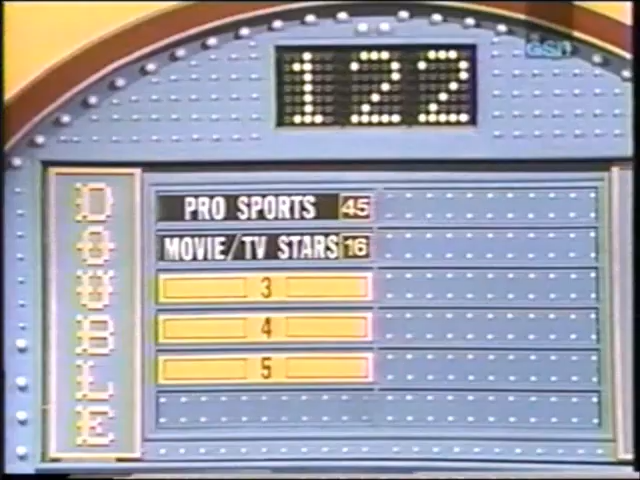 GSN
122
DOUBLE
PRO SPORTS 45
MOVIE/TV STARS 16
3
4
5